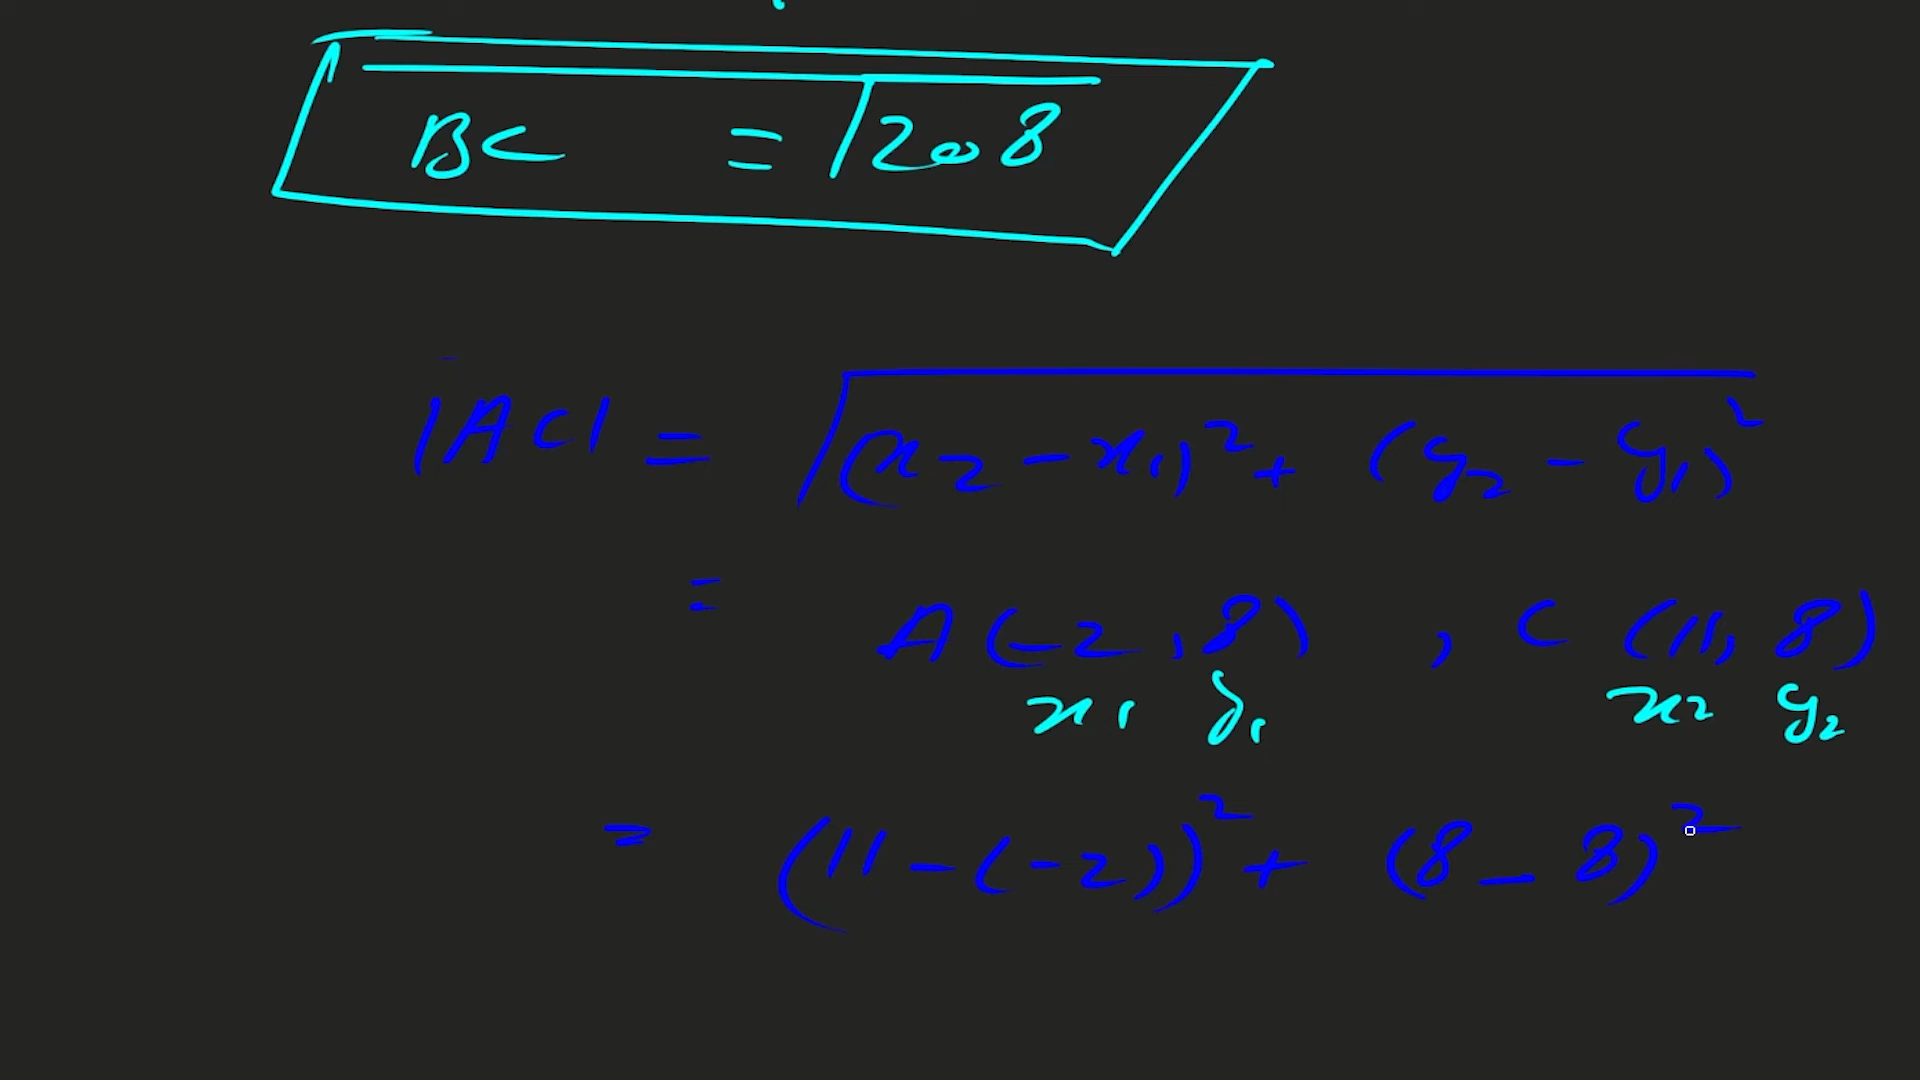 BC = √208
|AC| = √(x₂ - x₁)² + (y₂ - y₁)²
= A(-2, 8) , C(11, 8)
x₁ y₁ x₂ y₂
= (11 - (-2))² + (8 - 8)²